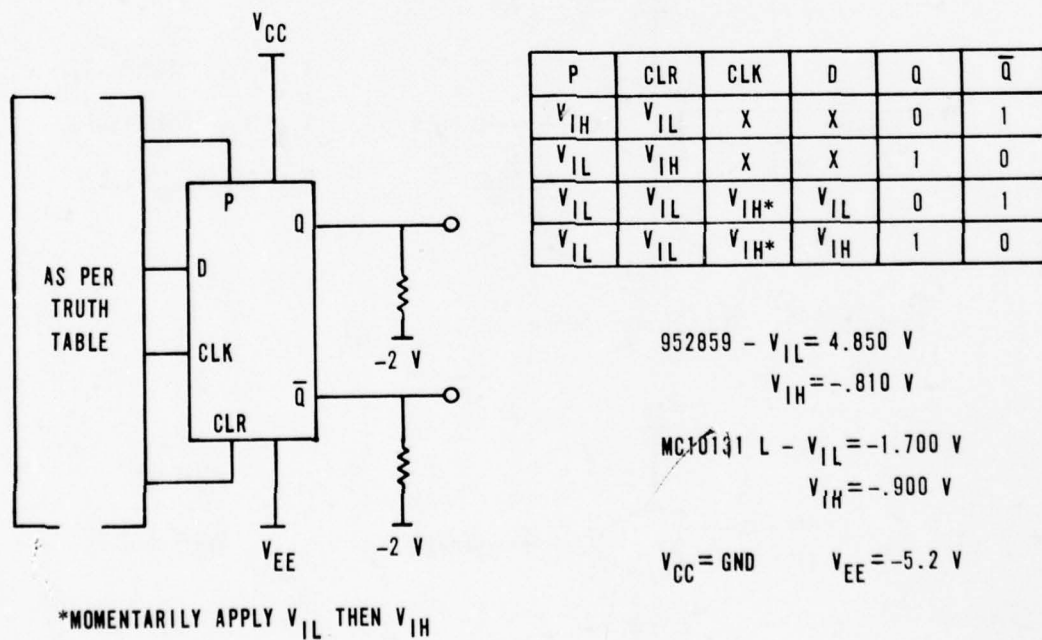 V_CC
P
D
CLK
CLR
Q
Q̅
AS PER
TRUTH
TABLE
-2 V
-2 V
V_EE
*MOMENTARILY APPLY V_IL THEN V_IH
P CLR CLK D Q Q̅
V_IH V_IL X X 0 1
V_IL V_IH X X 1 0
V_IL V_IL V_IH* V_IL 0 1
V_IL V_IL V_IH* V_IH 1 0
952859 - V_IL = 4.850 V
V_IH = -.810 V
MC10131 L - V_IL = -1.700 V
V_IH = -.900 V
V_CC = GND V_EE = -5.2 V